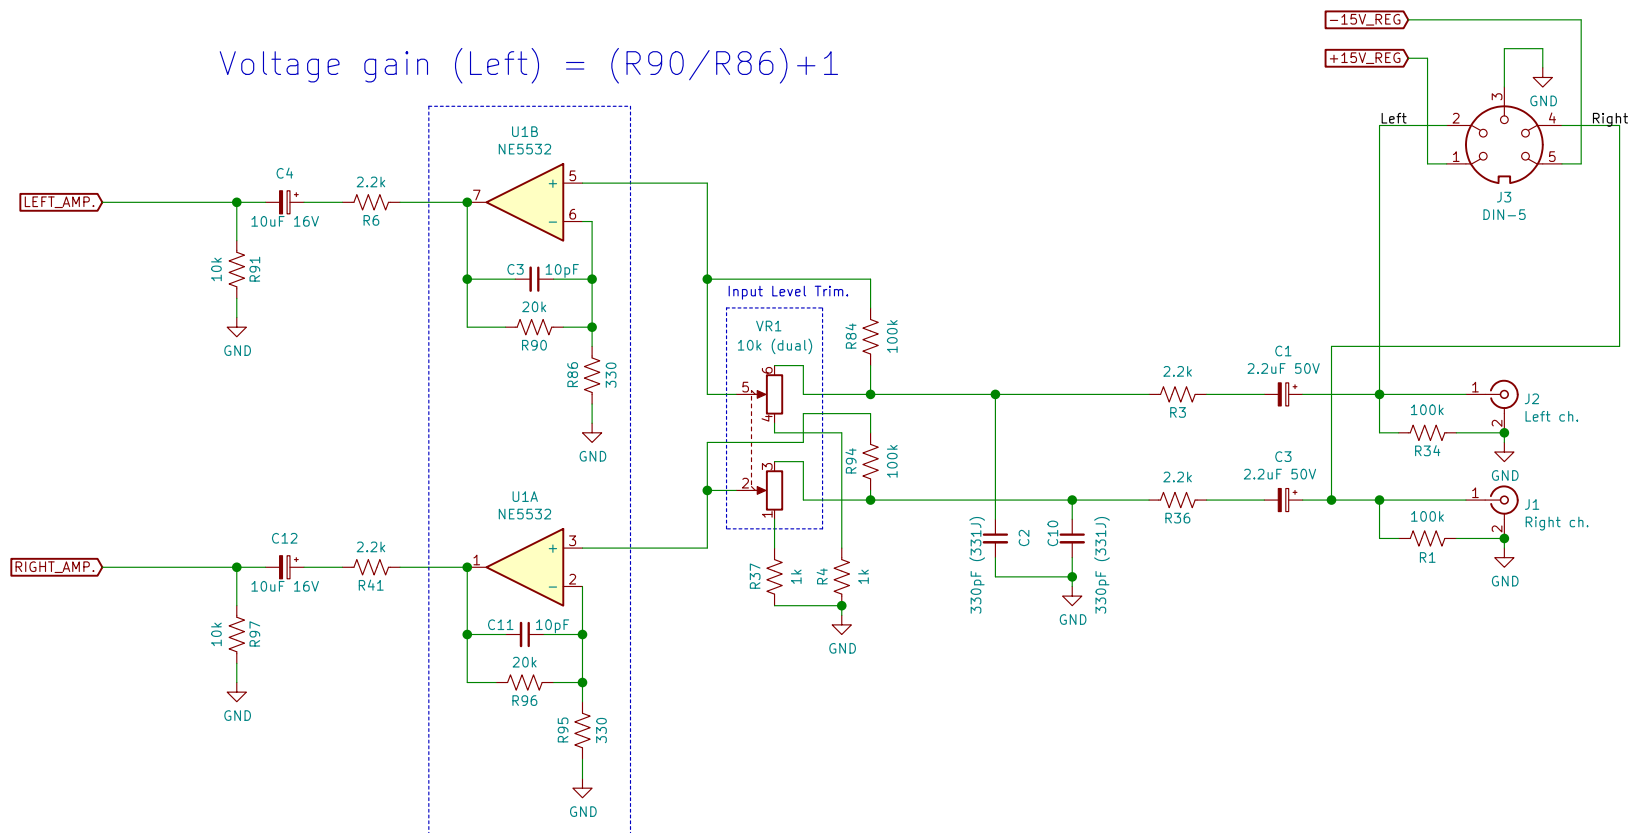 -15V_REG
Voltage gain (Left) = (R90/R86)+1
+15V_REG
3
GND
Left
2
4
Right
1
5
J3
DIN-5
U1B
NE5532
C4
2.2k
5
+
LEFT_AMP.
7
10uF 16V
R6
6
-
10k
R91
C3
10pF
20k
R90
GND
R86
330
GND
Input Level Trim.
VR1
10k (dual)
R84
100k
6
5
4
2.2k
R3
C1
2.2uF 50V
1
J2
Left ch.
100k
R34
2
GND
R94
100k
3
2
1
2.2k
R36
C3
2.2uF 50V
1
J1
Right ch.
100k
R1
2
GND
U1A
NE5532
C12
2.2k
3
+
RIGHT_AMP.
1
10uF 16V
R41
2
-
R37
1k
R4
1k
GND
330pF (331J)
C2
C10
330pF (331J)
GND
10k
R97
C11
10pF
20k
R96
GND
R95
330
GND